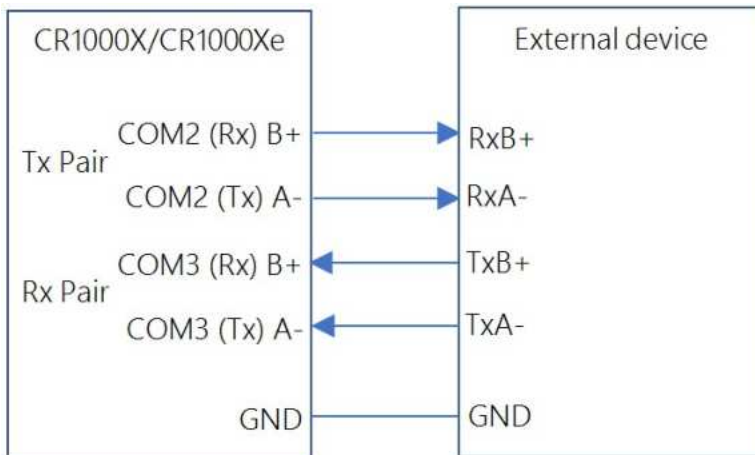 CR1000X/CR1000Xe
External device
COM2 (Rx) B+
RxB+
Tx Pair
COM2 (Tx) A-
RxA-
COM3 (Rx) B+
TxB+
Rx Pair
COM3 (Tx) A-
TxA-
GND
GND